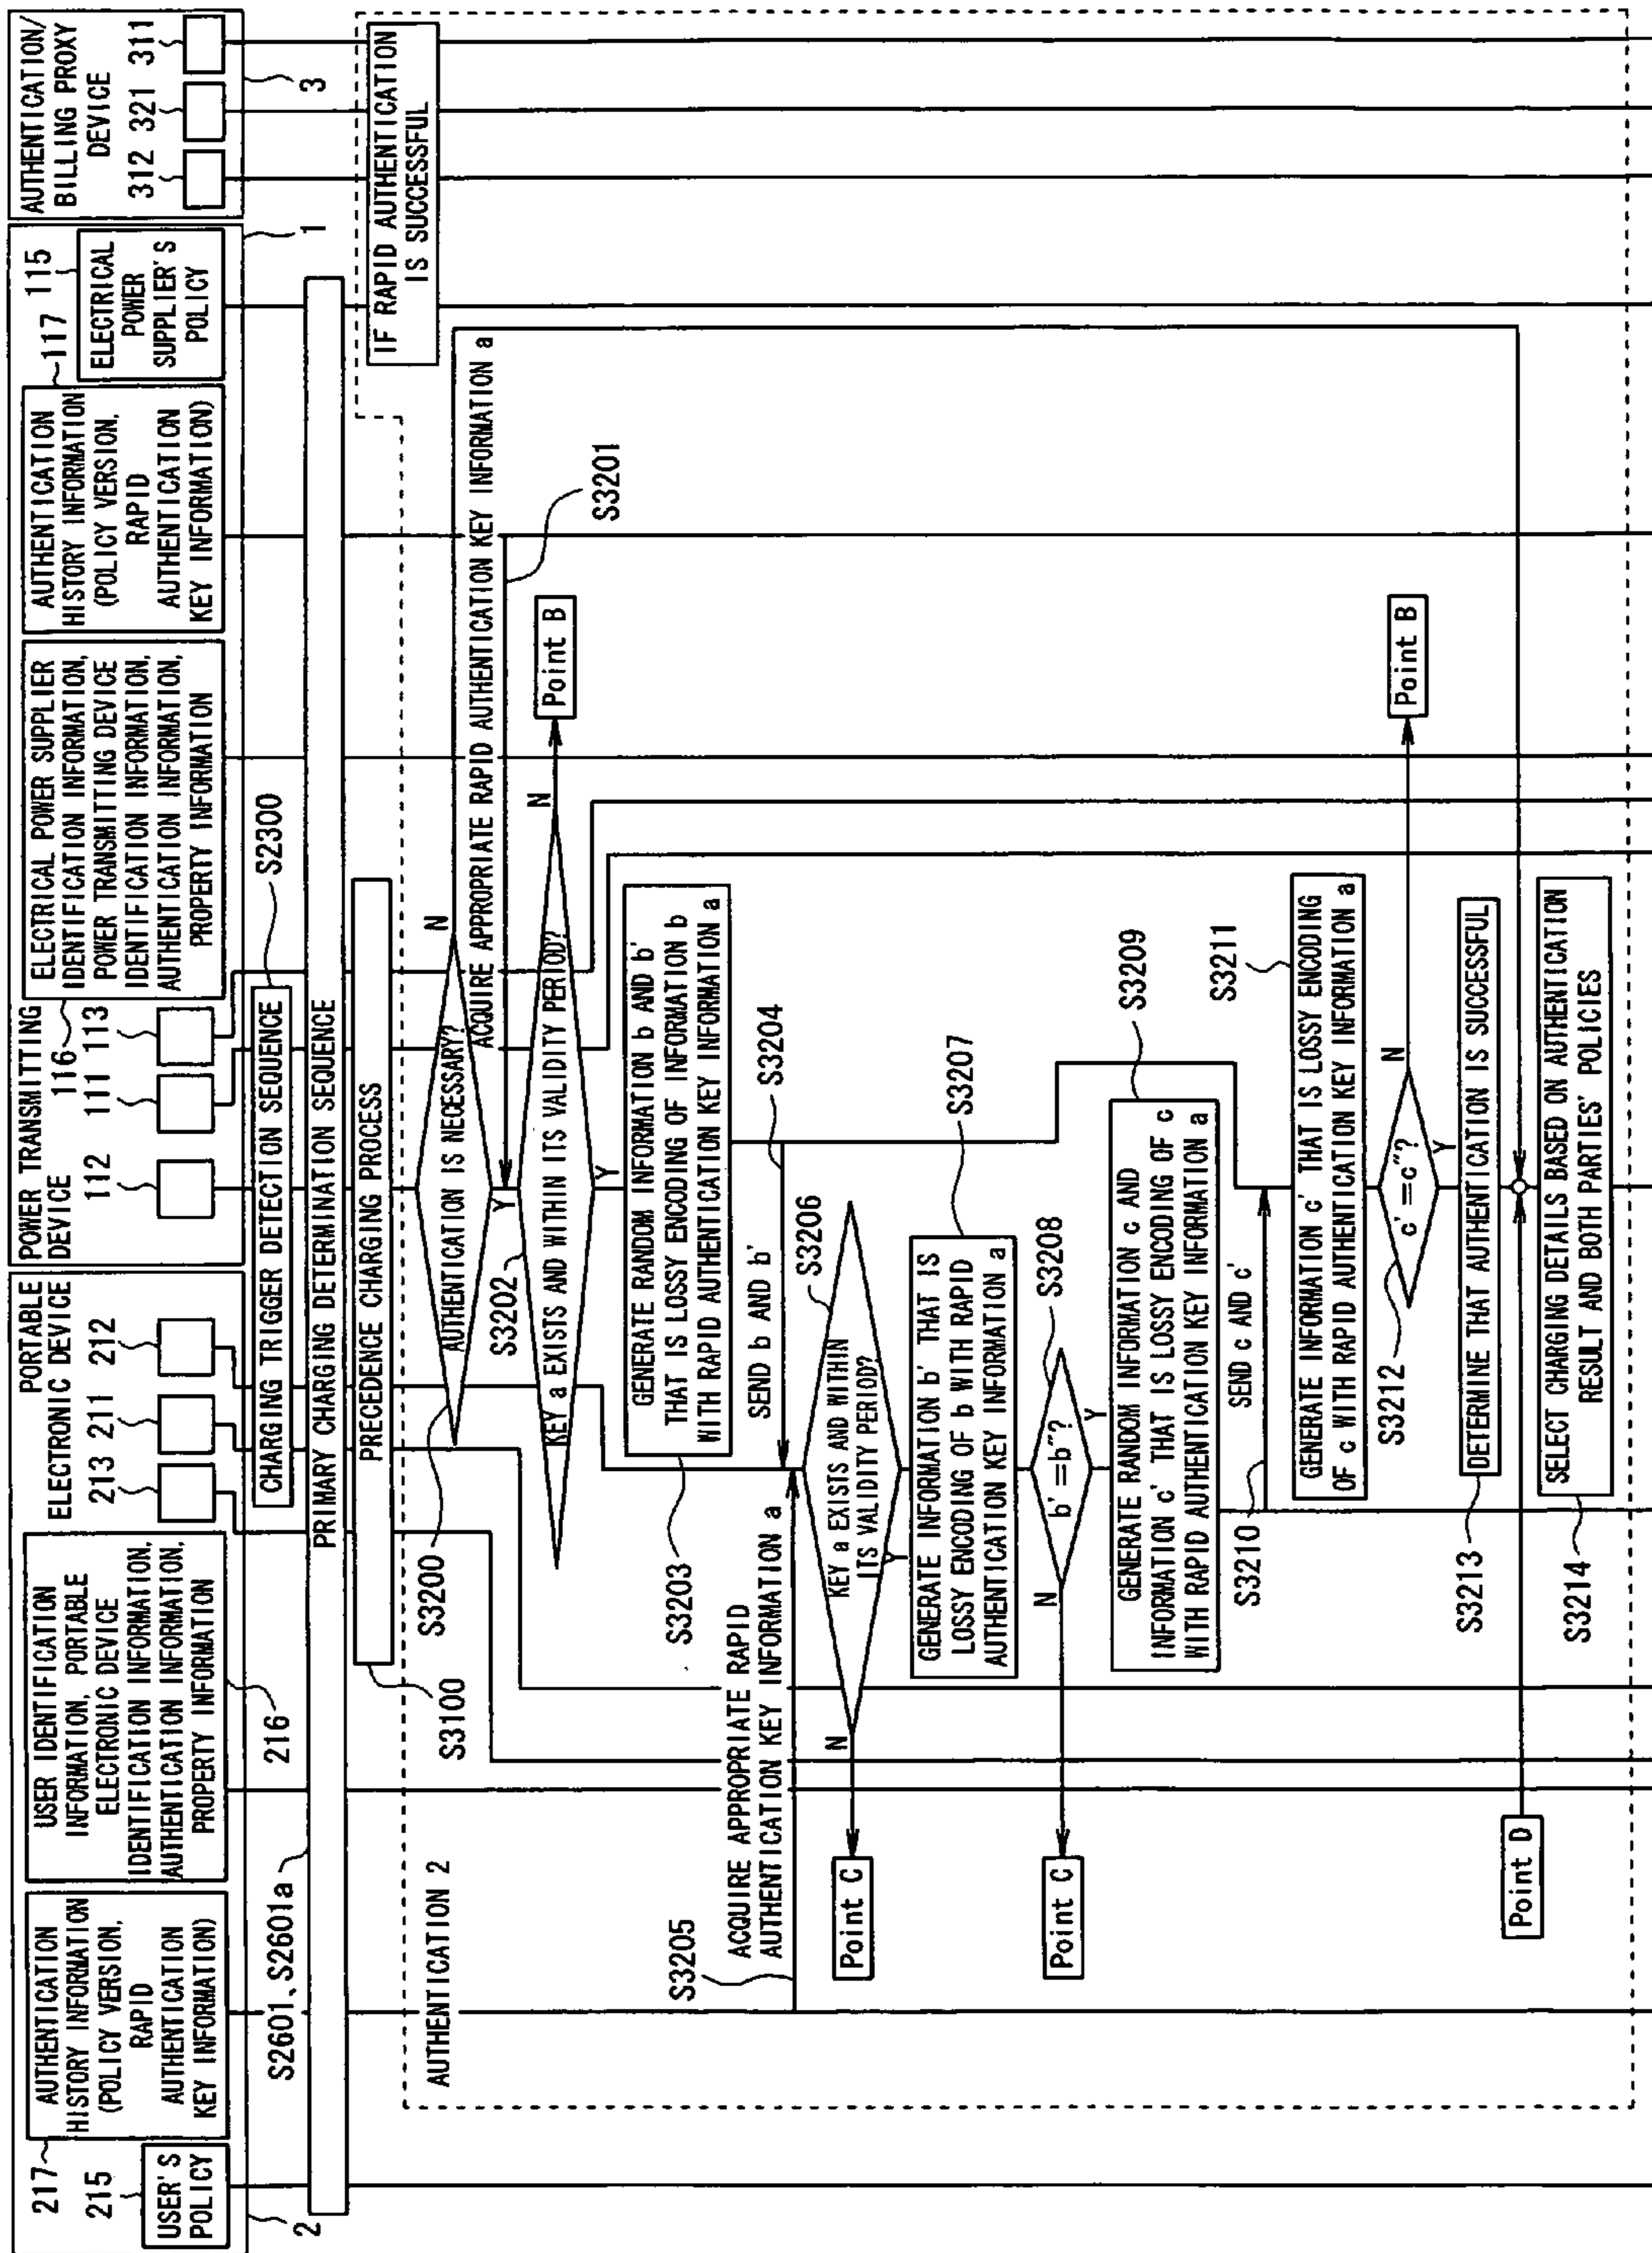 217
215
USER'S
POLICY
2
AUTHENTICATION
HISTORY INFORMATION
(POLICY VERSION,
RAPID
AUTHENTICATION
KEY INFORMATION)
USER IDENTIFICATION
INFORMATION, PORTABLE
ELECTRONIC DEVICE
IDENTIFICATION INFORMATION,
AUTHENTICATION INFORMATION,
PROPERTY INFORMATION
216
PORTABLE
ELECTRONIC DEVICE
213 211 212
POWER TRANSMITTING
DEVICE
116
112 111 113
ELECTRICAL POWER SUPPLIER
IDENTIFICATION INFORMATION,
POWER TRANSMITTING DEVICE
IDENTIFICATION INFORMATION,
AUTHENTICATION INFORMATION,
PROPERTY INFORMATION
AUTHENTICATION
HISTORY INFORMATION
(POLICY VERSION,
RAPID
AUTHENTICATION
KEY INFORMATION)
117
115
ELECTRICAL
POWER
SUPPLIER'S
POLICY
1
AUTHENTICATION/
BILLING PROXY
DEVICE
312 321 311
3
CHARGING TRIGGER DETECTION SEQUENCE
S2300
S2601、S2601a
PRIMARY CHARGING DETERMINATION SEQUENCE
PRECEDENCE CHARGING PROCESS
S3100
IF RAPID AUTHENTICATION
IS SUCCESSFUL
AUTHENTICATION 2
S3200
AUTHENTICATION IS NECESSARY?
N
Y
ACQUIRE APPROPRIATE RAPID AUTHENTICATION KEY INFORMATION a
S3201
S3202
KEY a EXISTS AND WITHIN ITS VALIDITY PERIOD?
N
Point B
Y
S3203
GENERATE RANDOM INFORMATION b AND b'
THAT IS LOSSY ENCODING OF INFORMATION b
WITH RAPID AUTHENTICATION KEY INFORMATION a
SEND b AND b'
S3204
S3205
ACQUIRE APPROPRIATE RAPID
AUTHENTICATION KEY INFORMATION a
S3206
KEY a EXISTS AND WITHIN
ITS VALIDITY PERIOD?
N
Point C
Y
GENERATE INFORMATION b' THAT IS
LOSSY ENCODING OF b WITH RAPID
AUTHENTICATION KEY INFORMATION a
S3207
S3208
b'=b"?
N
Point C
Y
GENERATE RANDOM INFORMATION c AND
INFORMATION c' THAT IS LOSSY ENCODING OF c
WITH RAPID AUTHENTICATION KEY INFORMATION a
S3209
S3210
SEND c AND c'
S3211
GENERATE INFORMATION c' THAT IS LOSSY ENCODING
OF c WITH RAPID AUTHENTICATION KEY INFORMATION a
S3212
c'=c"?
N
Point B
Y
S3213
DETERMINE THAT AUTHENTICATION IS SUCCESSFUL
Point D
S3214
SELECT CHARGING DETAILS BASED ON AUTHENTICATION
RESULT AND BOTH PARTIES' POLICIES